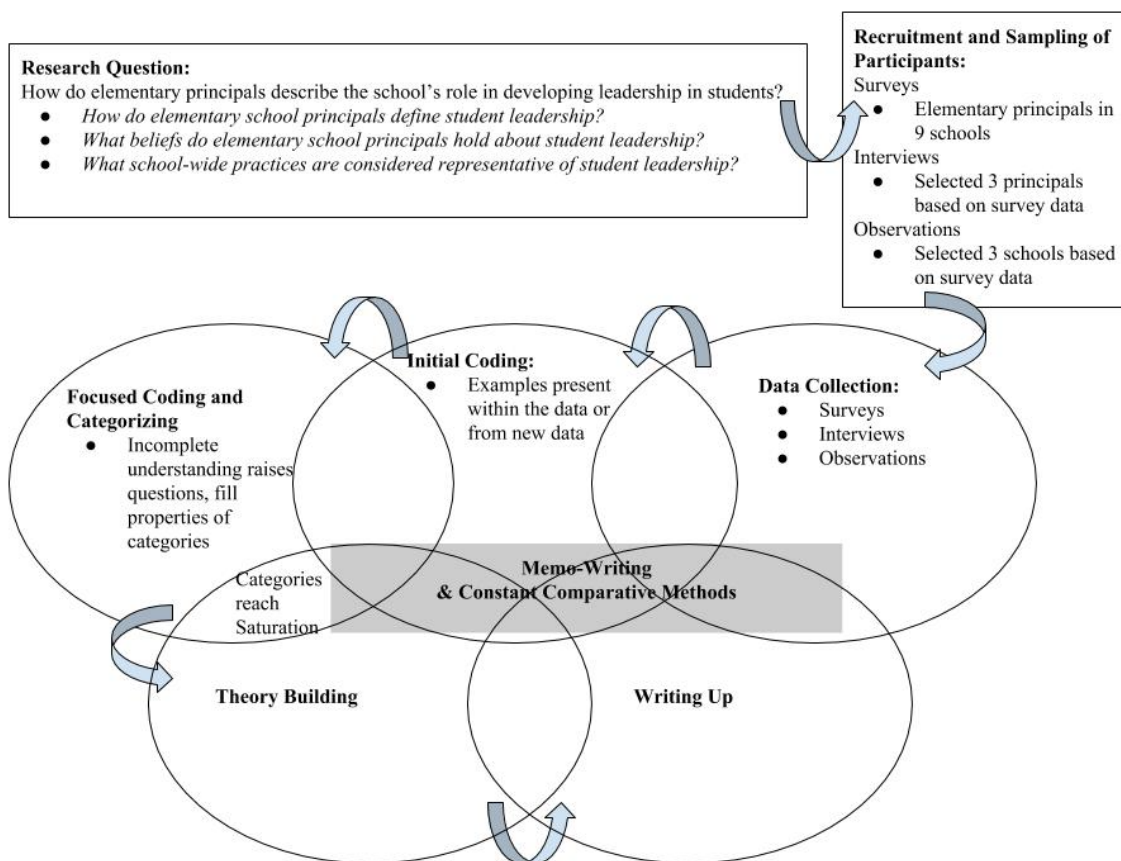 Research Question:
How do elementary principals describe the school's role in developing leadership in students?
● How do elementary school principals define student leadership?
● What beliefs do elementary school principals hold about student leadership?
● What school-wide practices are considered representative of student leadership?
Recruitment and Sampling of
Participants:
Surveys
● Elementary principals in
9 schools
Interviews
● Selected 3 principals
based on survey data
Observations
● Selected 3 schools based
on survey data
Data Collection:
● Surveys
● Interviews
● Observations
Initial Coding:
● Examples present
within the data or
from new data
Focused Coding and
Categorizing
● Incomplete
understanding raises
questions, fill
properties of
categories
Categories
reach
Saturation
Memo-Writing
& Constant Comparative Methods
Theory Building
Writing Up